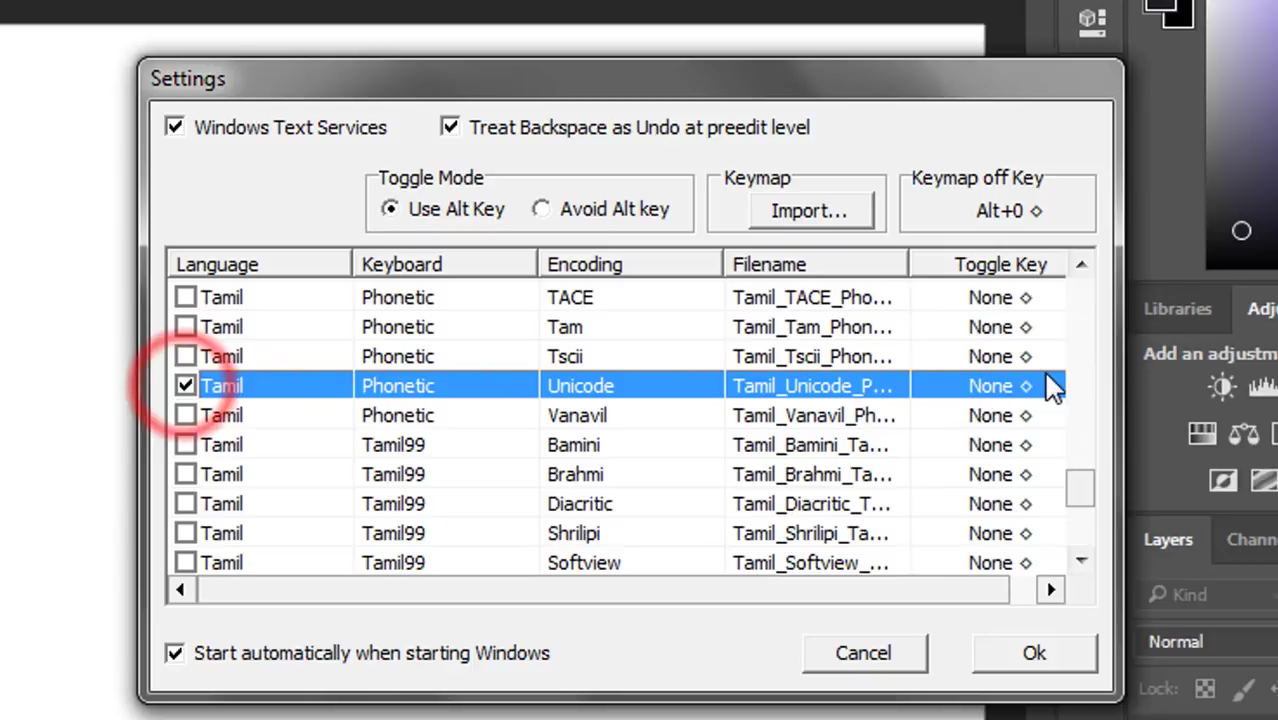 Settings
Windows Text Services
Treat Backspace as Undo at preedit level
Toggle Mode
Keymap
Keymap off Key
Use Alt Key
Avoid Alt key
Import...
Alt+0
Language Keyboard Encoding Filename Toggle Key
Tamil Phonetic TACE Tamil_TACE_Pho... None
Tamil Phonetic Tam Tamil_Tam_Phon... None
Tamil Phonetic Tscii Tamil_Tscii_Phon... None
Tamil Phonetic Unicode Tamil_Unicode_P... None
Tamil Phonetic Vanavil Tamil_Vanavil_Ph... None
Tamil Tamil99 Bamini Tamil_Bamini_Ta... None
Tamil Tamil99 Brahmi Tamil_Brahmi_Ta... None
Tamil Tamil99 Diacritic Tamil_Diacritic_T... None
Tamil Tamil99 Shrilipi Tamil_Shrilipi_Ta... None
Tamil Tamil99 Softview Tamil_Softview_... None
Start automatically when starting Windows
Cancel
Ok
Libraries Adj
Add an adjustm
Layers Chann
Kind
Normal
Lock: